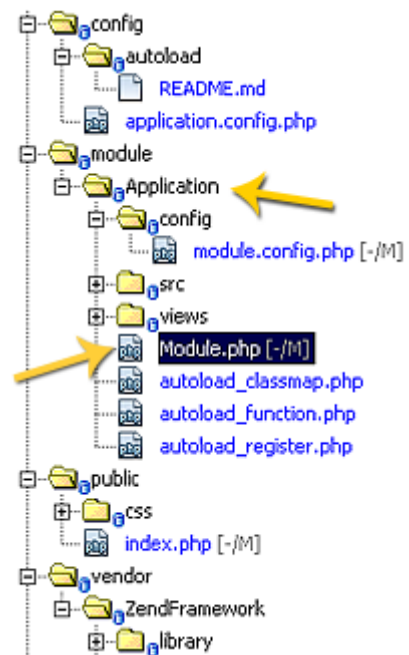 config
autoload
README.md
application.config.php
module
Application
config
module.config.php [-/M]
src
views
Module.php [-/M]
autoload_classmap.php
autoload_function.php
autoload_register.php
public
css
index.php [-/M]
vendor
ZendFramework
library